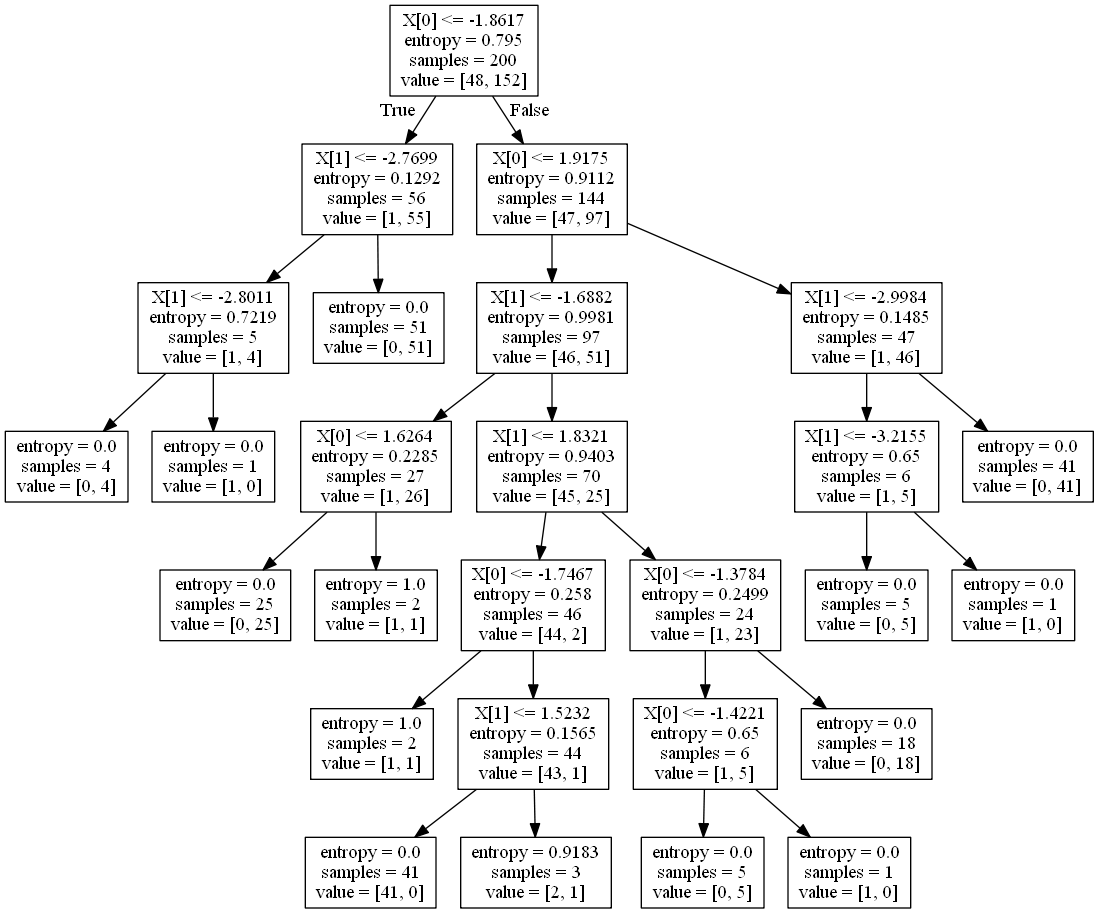 X[0] <= -1.8617
entropy = 0.795
samples = 200
value = [48, 152]
True
False
X[1] <= -2.7699
entropy = 0.1292
samples = 56
value = [1, 55]
X[0] <= 1.9175
entropy = 0.9112
samples = 144
value = [47, 97]
X[1] <= -2.8011
entropy = 0.7219
samples = 5
value = [1, 4]
entropy = 0.0
samples = 51
value = [0, 51]
X[1] <= -1.6882
entropy = 0.9981
samples = 97
value = [46, 51]
X[1] <= -2.9984
entropy = 0.1485
samples = 47
value = [1, 46]
entropy = 0.0
samples = 4
value = [0, 4]
entropy = 0.0
samples = 1
value = [1, 0]
X[0] <= 1.6264
entropy = 0.2285
samples = 27
value = [1, 26]
X[1] <= 1.8321
entropy = 0.9403
samples = 70
value = [45, 25]
X[1] <= -3.2155
entropy = 0.65
samples = 6
value = [1, 5]
entropy = 0.0
samples = 41
value = [0, 41]
entropy = 0.0
samples = 25
value = [0, 25]
entropy = 1.0
samples = 2
value = [1, 1]
X[0] <= -1.7467
entropy = 0.258
samples = 46
value = [44, 2]
X[0] <= -1.3784
entropy = 0.2499
samples = 24
value = [1, 23]
entropy = 0.0
samples = 5
value = [0, 5]
entropy = 0.0
samples = 1
value = [1, 0]
entropy = 1.0
samples = 2
value = [1, 1]
X[1] <= 1.5232
entropy = 0.1565
samples = 44
value = [43, 1]
X[0] <= -1.4221
entropy = 0.65
samples = 6
value = [1, 5]
entropy = 0.0
samples = 18
value = [0, 18]
entropy = 0.0
samples = 41
value = [41, 0]
entropy = 0.9183
samples = 3
value = [2, 1]
entropy = 0.0
samples = 5
value = [0, 5]
entropy = 0.0
samples = 1
value = [1, 0]